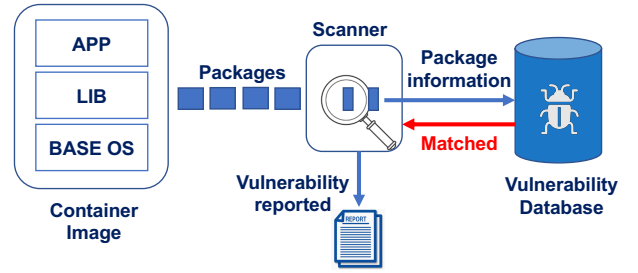 APP
LIB
BASE OS
Container
Image
Packages
Scanner
Package
information
Matched
Vulnerability
reported
REPORT
Vulnerability
Database